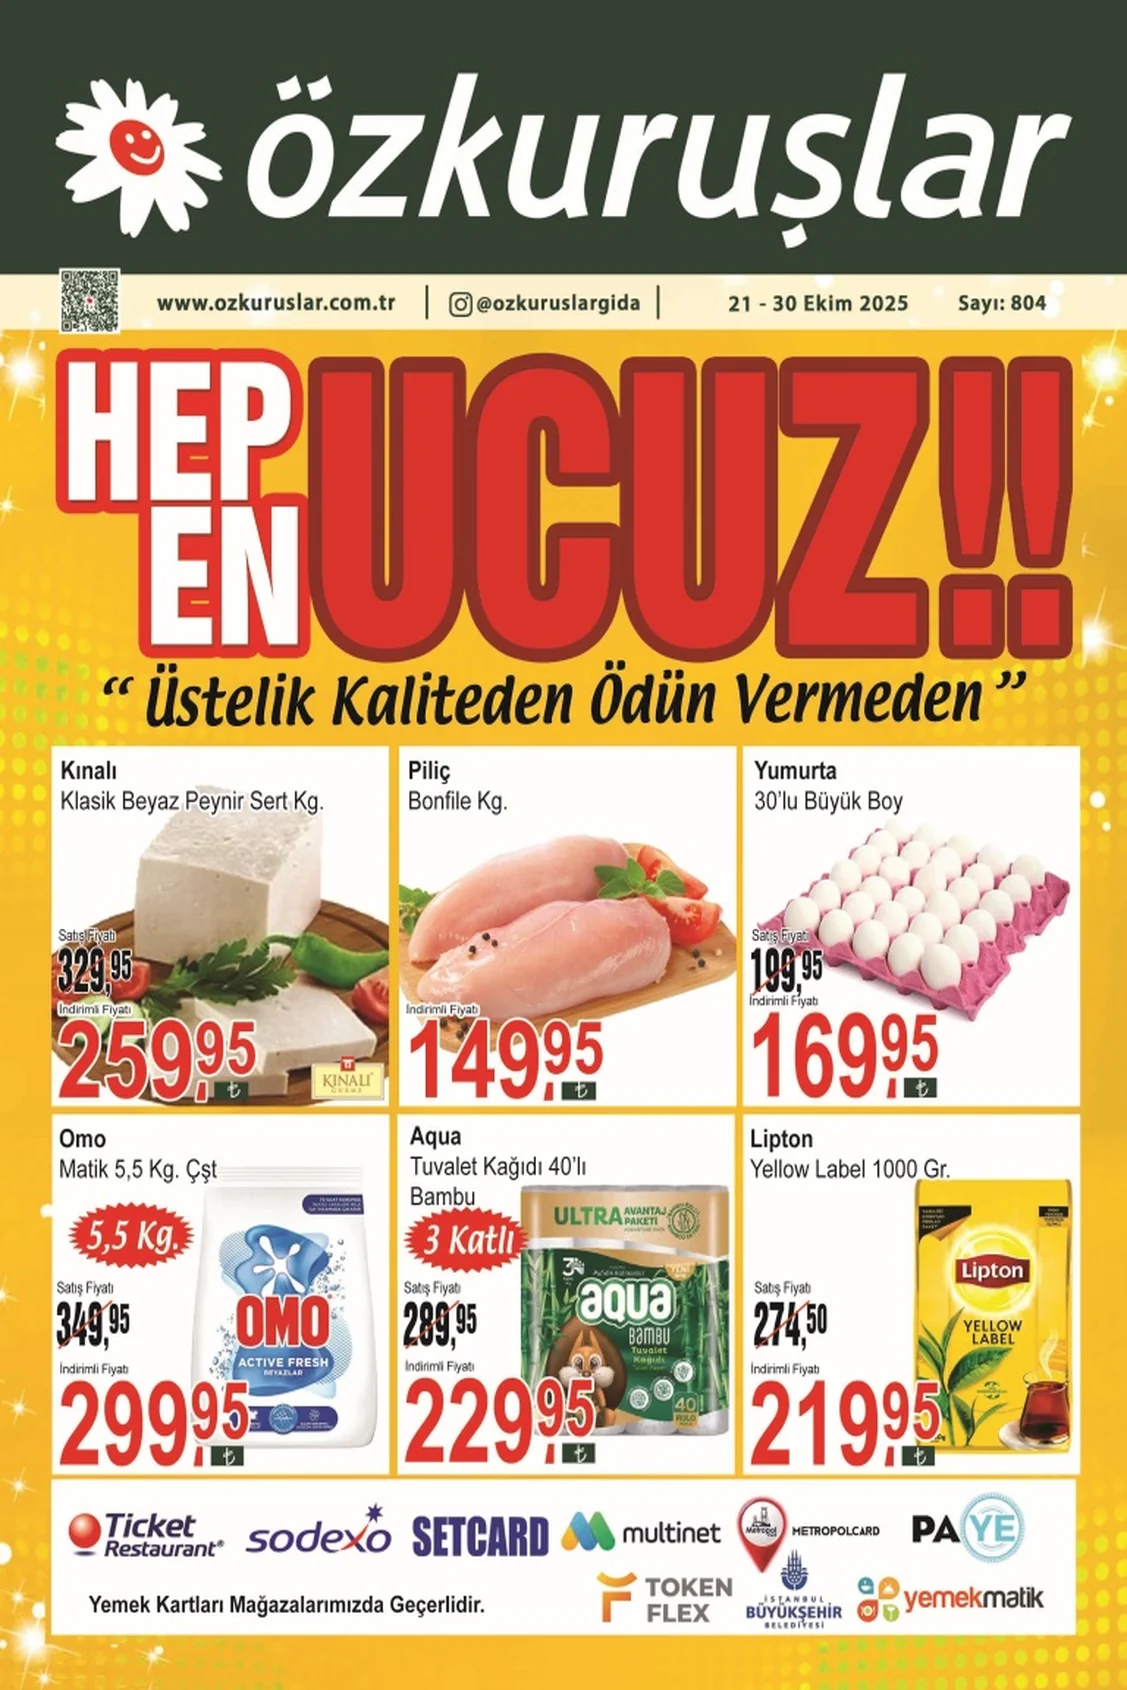 özkuruşlar
www.ozkuruslar.com.tr
@ozkuruslargida
21 - 30 Ekim 2025
Sayı: 804
HEP
EN
UCUZ!!
“ Üstelik Kaliteden Ödün Vermeden ”
Kınalı
Klasik Beyaz Peynir Sert Kg.
Satış Fiyatı
329,95
İndirimli Fiyatı
259,95 ₺
KINALI
Piliç
Bonfile Kg.
İndirimli Fiyatı
149,95 ₺
Yumurta
30'lu Büyük Boy
Satış Fiyatı
199,95
İndirimli Fiyatı
169,95 ₺
Omo
Matik 5,5 Kg. Çşt
5,5 Kg.
Satış Fiyatı
349,95
İndirimli Fiyatı
299,95 ₺
OMO
ACTIVE FRESH
BEYAZLAR
Aqua
Tuvalet Kağıdı 40'lı
Bambu
3 Katlı
Satış Fiyatı
289,95
İndirimli Fiyatı
229,95 ₺
ULTRA AVANTAJ
PAKETİ
aqua
BAMBU
Tuvalet
Kağıdı
40
Lipton
Yellow Label 1000 Gr.
Satış Fiyatı
274,50
İndirimli Fiyatı
219,95 ₺
Lipton
YELLOW
LABEL
Ticket
Restaurant®
sodexo
SETCARD
multinet
Metropol
METROPOLCARD
PAYE
Yemek Kartları Mağazalarımızda Geçerlidir.
TOKEN
FLEX
İSTANBUL
BÜYÜKŞEHİR
BELEDİYESİ
yemekmatik